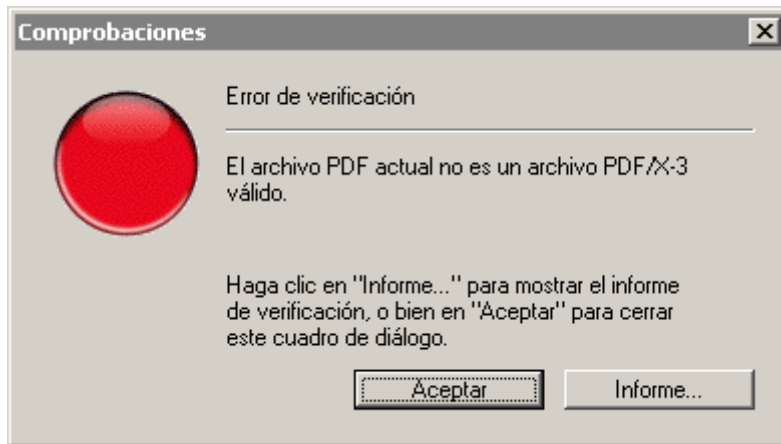 Comprobaciones
Error de verificación
El archivo PDF actual no es un archivo PDF/X-3
válido.
Haga clic en "Informe..." para mostrar el informe
de verificación, o bien en "Aceptar" para cerrar
este cuadro de diálogo.
Aceptar Informe...